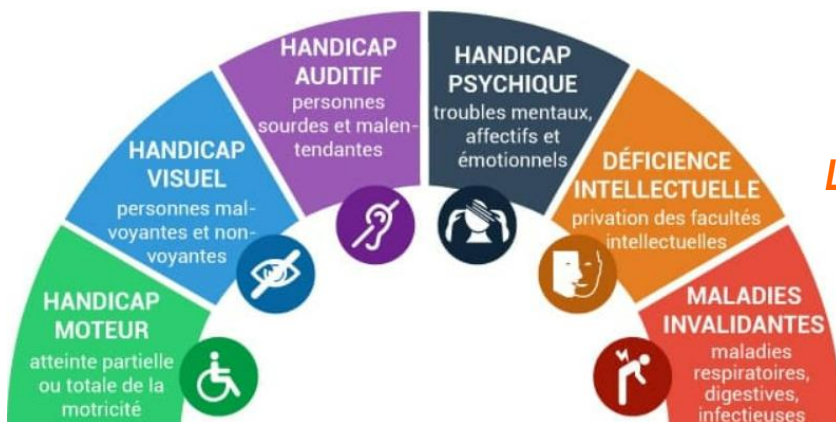 HANDICAP
MOTEUR
atteinte partielle
ou totale de la
motricité
HANDICAP
VISUEL
personnes mal-
voyantes et non-
voyantes
HANDICAP
AUDITIF
personnes
sourdes et malen-
tendantes
HANDICAP
PSYCHIQUE
troubles mentaux,
affectifs et
émotionnels
DÉFICIENCE
INTELLECTUELLE
privation des facultés
intellectuelles
MALADIES
INVALIDANTES
maladies
respiratoires,
digestives,
infectieuses